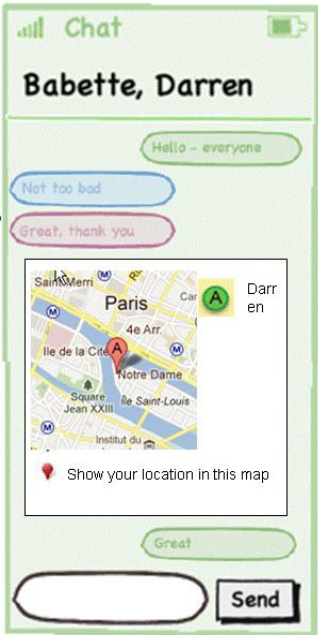 Chat
Babette, Darren
Hello - everyone
Not too bad
Great, thank you
Saint Merri
Paris
Car
4e Arr.
Ile de la Cité
A
Notre Dame
Square
Jean XXIII
Île Saint-Louis
Institut du
A
Darr
en
Show your location in this map
Great
Send